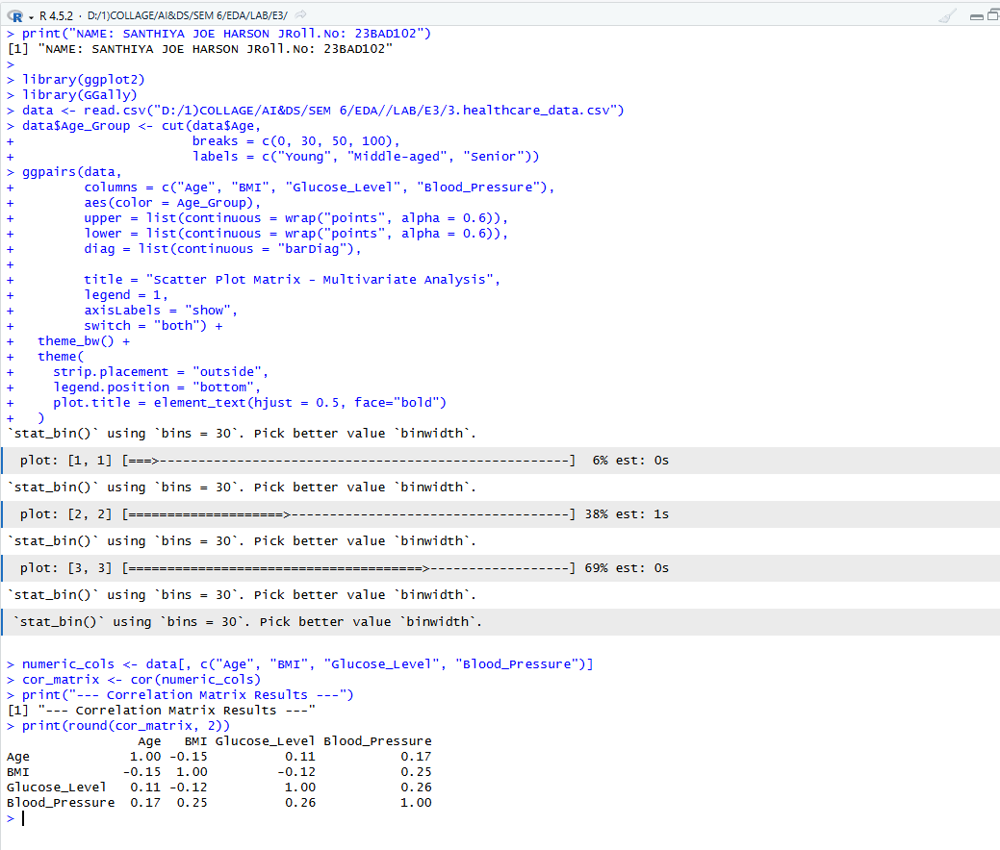 R 4.5.2 · D:/1)COLLAGE/AI&DS/SEM 6/EDA/LAB/E3/
> print("NAME: SANTHIYA JOE HARSON JRoll.No: 23BAD102")
[1] "NAME: SANTHIYA JOE HARSON JRoll.No: 23BAD102"
>
> library(ggplot2)
> library(GGally)
> data <- read.csv("D:/1)COLLAGE/AI&DS/SEM 6/EDA//LAB/E3/3.healthcare_data.csv")
> data$Age_Group <- cut(data$Age,
+                       breaks = c(0, 30, 50, 100),
+                       labels = c("Young", "Middle-aged", "Senior"))
> ggpairs(data,
+         columns = c("Age", "BMI", "Glucose_Level", "Blood_Pressure"),
+         aes(color = Age_Group),
+         upper = list(continuous = wrap("points", alpha = 0.6)),
+         lower = list(continuous = wrap("points", alpha = 0.6)),
+         diag = list(continuous = "barDiag"),
+
+         title = "Scatter Plot Matrix - Multivariate Analysis",
+         legend = 1,
+         axisLabels = "show",
+         switch = "both") +
+   theme_bw() +
+   theme(
+     strip.placement = "outside",
+     legend.position = "bottom",
+     plot.title = element_text(hjust = 0.5, face="bold")
+   )
`stat_bin()` using `bins = 30`. Pick better value `binwidth`.
plot: [1, 1] [===>-----------------------------------------------------] 6% est: 0s
`stat_bin()` using `bins = 30`. Pick better value `binwidth`.
plot: [2, 2] [====================>------------------------------------] 38% est: 1s
`stat_bin()` using `bins = 30`. Pick better value `binwidth`.
plot: [3, 3] [======================================>------------------] 69% est: 0s
`stat_bin()` using `bins = 30`. Pick better value `binwidth`.
`stat_bin()` using `bins = 30`. Pick better value `binwidth`.
> numeric_cols <- data[, c("Age", "BMI", "Glucose_Level", "Blood_Pressure")]
> cor_matrix <- cor(numeric_cols)
> print("--- Correlation Matrix Results ---")
[1] "--- Correlation Matrix Results ---"
> print(round(cor_matrix, 2))
                 Age   BMI Glucose_Level Blood_Pressure
Age             1.00 -0.15          0.11           0.17
BMI            -0.15  1.00         -0.12           0.25
Glucose_Level   0.11 -0.12          1.00           0.26
Blood_Pressure  0.17  0.25          0.26           1.00
>